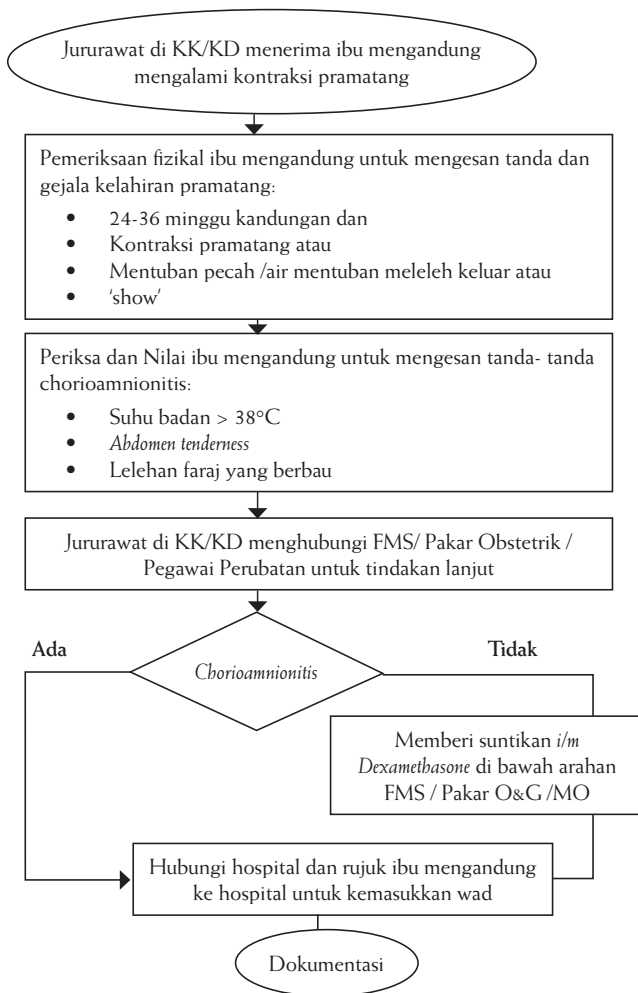 Jururawat di KK/KD menerima ibu mengandung
mengalami kontraksi pramatang
Pemeriksaan fizikal ibu mengandung untuk mengesan tanda dan
gejala kelahiran pramatang:
• 24-36 minggu kandungan dan
• Kontraksi pramatang atau
• Mentuban pecah /air mentuban meleleh keluar atau
• ‘show’
Periksa dan Nilai ibu mengandung untuk mengesan tanda- tanda
chorioamnionitis:
• Suhu badan > 38°C
• Abdomen tenderness
• Lelehan faraj yang berbau
Jururawat di KK/KD menghubungi FMS/ Pakar Obstetrik /
Pegawai Perubatan untuk tindakan lanjut
Ada
Chorioamnionitis
Tidak
Memberi suntikan i/m
Dexamethasone di bawah arahan
FMS / Pakar O&G /MO
Hubungi hospital dan rujuk ibu mengandung
ke hospital untuk kemasukkan wad
Dokumentasi